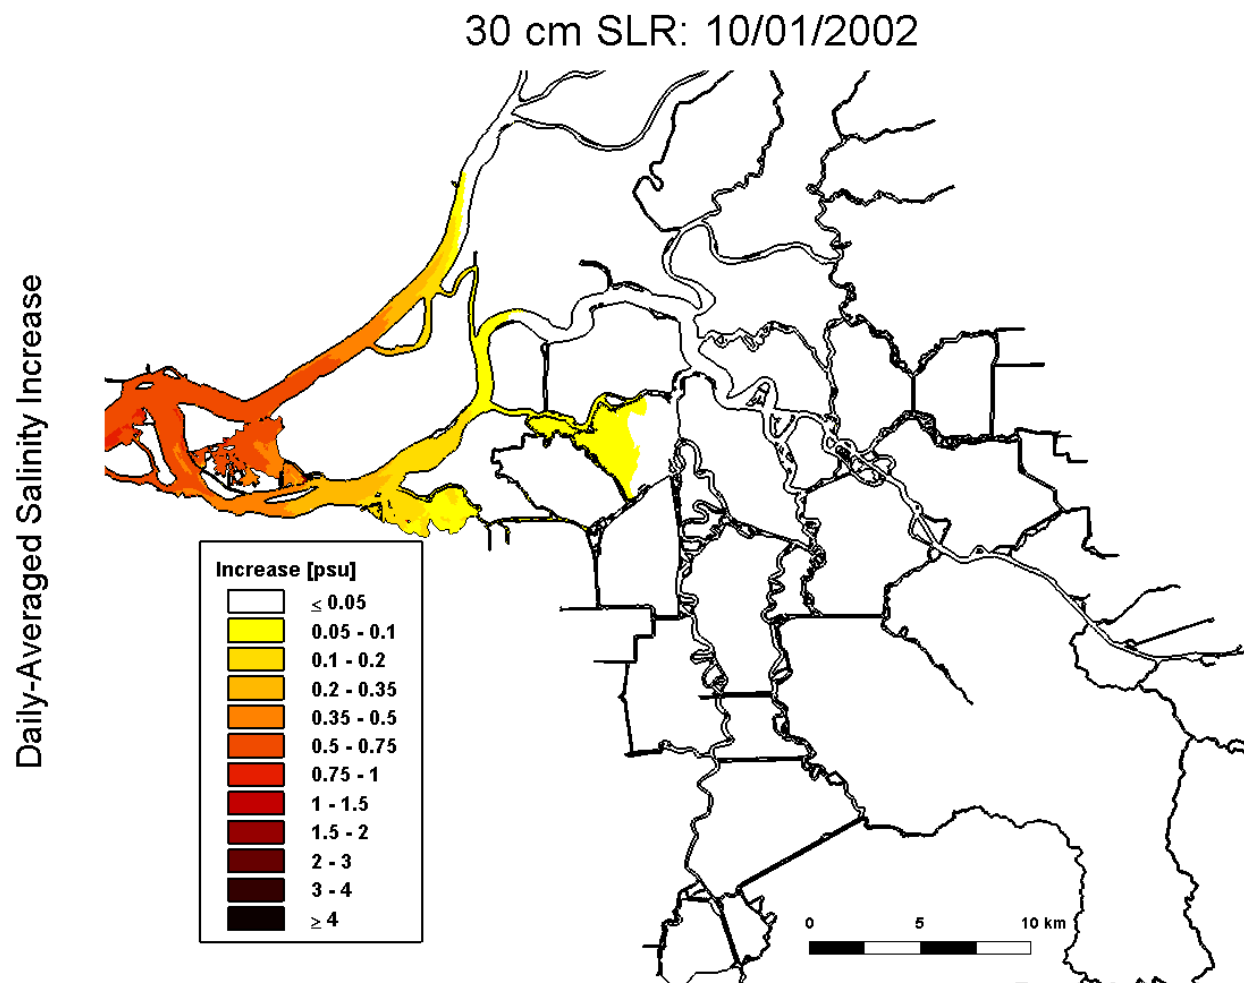 30 cm SLR: 10/01/2002
Daily-Averaged Salinity Increase
Increase [psu]
≤ 0.05
0.05 - 0.1
0.1 - 0.2
0.2 - 0.35
0.35 - 0.5
0.5 - 0.75
0.75 - 1
1 - 1.5
1.5 - 2
2 - 3
3 - 4
≥ 4
0 5 10 km